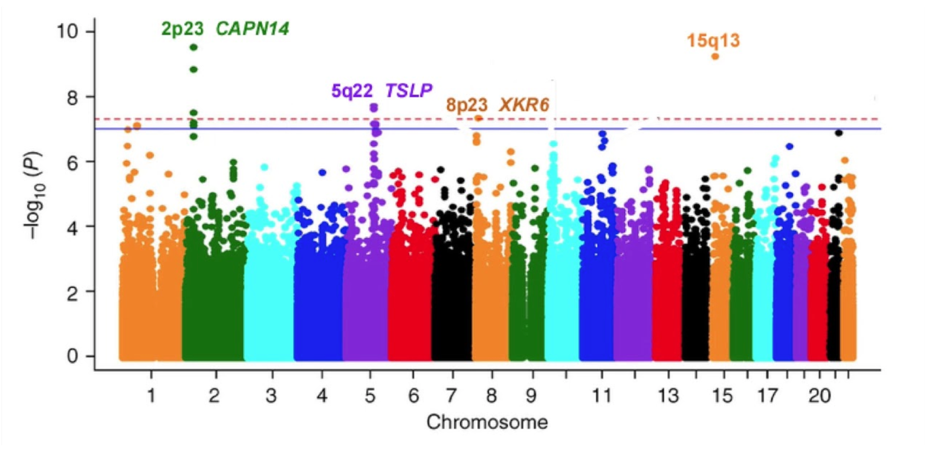 2p23 CAPN14
15q13
5q22 TSLP
8p23 XKR6
10
8
6
4
2
0
–log10 (P)
1 2 3 4 5 6 7 8 9 11 13 15 17 20
Chromosome